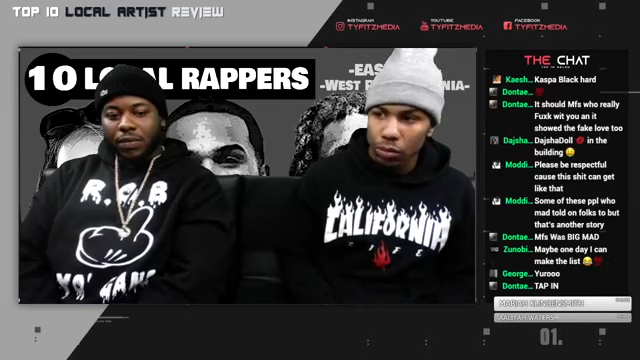 TOP 10 LOCAL ARTIST REVIEW
INSTAGRAM
TYFITZMEDIA
YOUTUBE
TYFITZMEDIA
FACEBOOK
TYFITZMEDIA
10 LOCAL RAPPERS
-EAS
-WEST P NIA-
R.O.B
YO' GANG
CALIFORNIA
THE CHAT
Kaesh... Kaspa Black hard
Dontae... 💯
Dontae... It should Mfs who really
Fuxk wit you an it
showed the fake love too
Dajsha... DajshaDoll 💋 in the
building 😛
Moddi... Please be respectful
cause this shit can get
like that
Moddi... Some of these ppl who
mad told on folks to but
that's another story
Dontae... Mfs Was BIG MAD
Zunobi... Maybe one day I can
make the list 😂💯
George... Yurooo
Dontae... TAP IN
MARIAH KLINGENSMITH
AALIYAH WATERS
01.